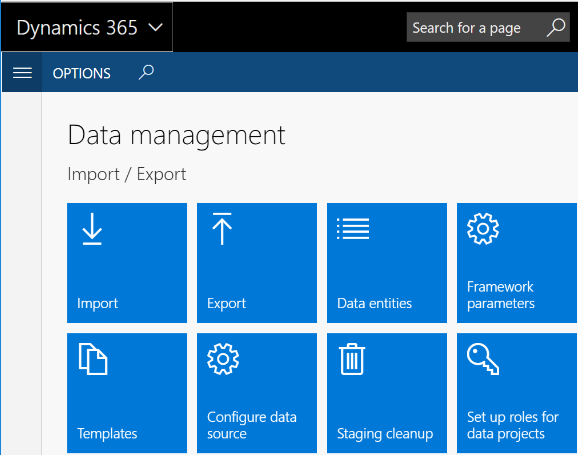 Dynamics 365
Search for a page
OPTIONS
Data management
Import / Export
Import
Export
Data entities
Framework
parameters
Templates
Configure data
source
Staging cleanup
Set up roles for
data projects